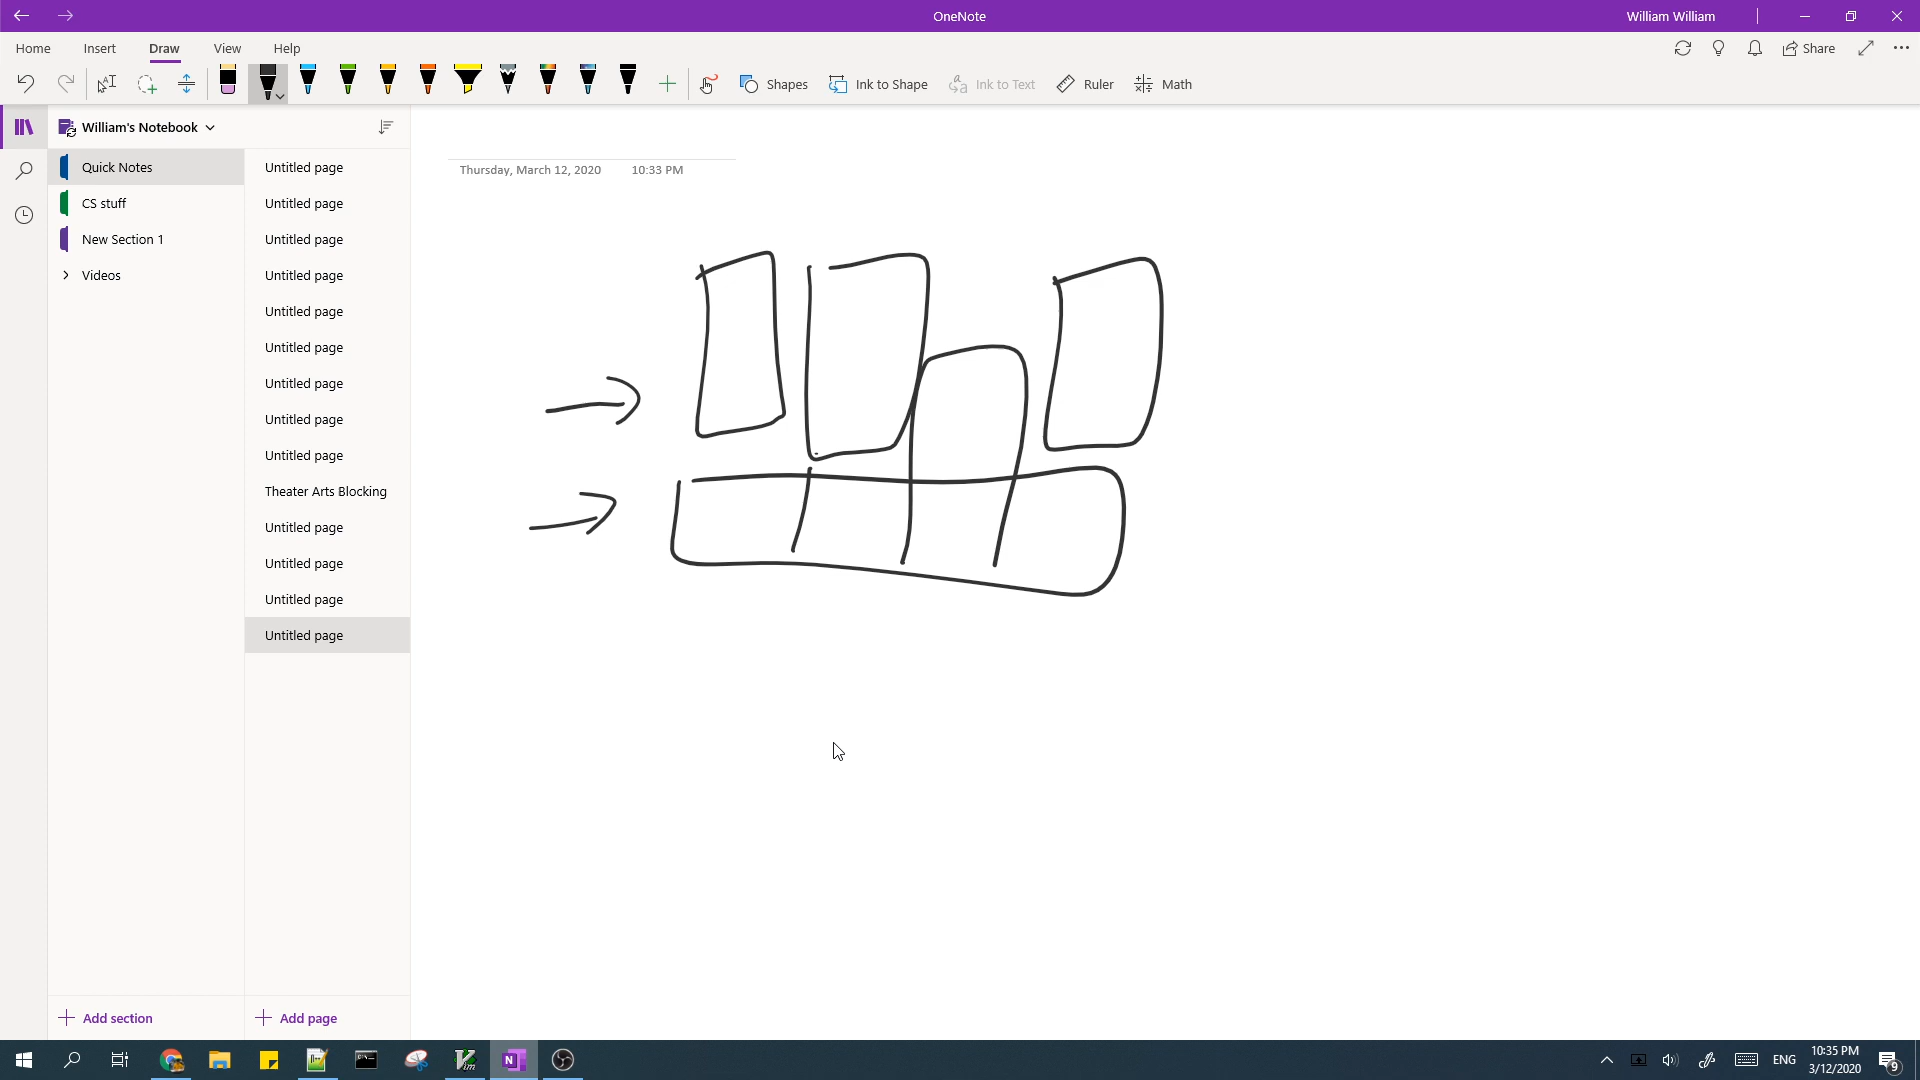 OneNote
William William
Home
Insert
Draw
View
Help
Share
Shapes
Ink to Shape
Ink to Text
Ruler
Math
William's Notebook
Quick Notes
CS stuff
New Section 1
Videos
Untitled page
Untitled page
Untitled page
Untitled page
Untitled page
Untitled page
Untitled page
Untitled page
Untitled page
Theater Arts Blocking
Untitled page
Untitled page
Untitled page
Untitled page
Thursday, March 12, 2020 10:33 PM
Add section
Add page
ENG
10:35 PM
3/12/2020
9